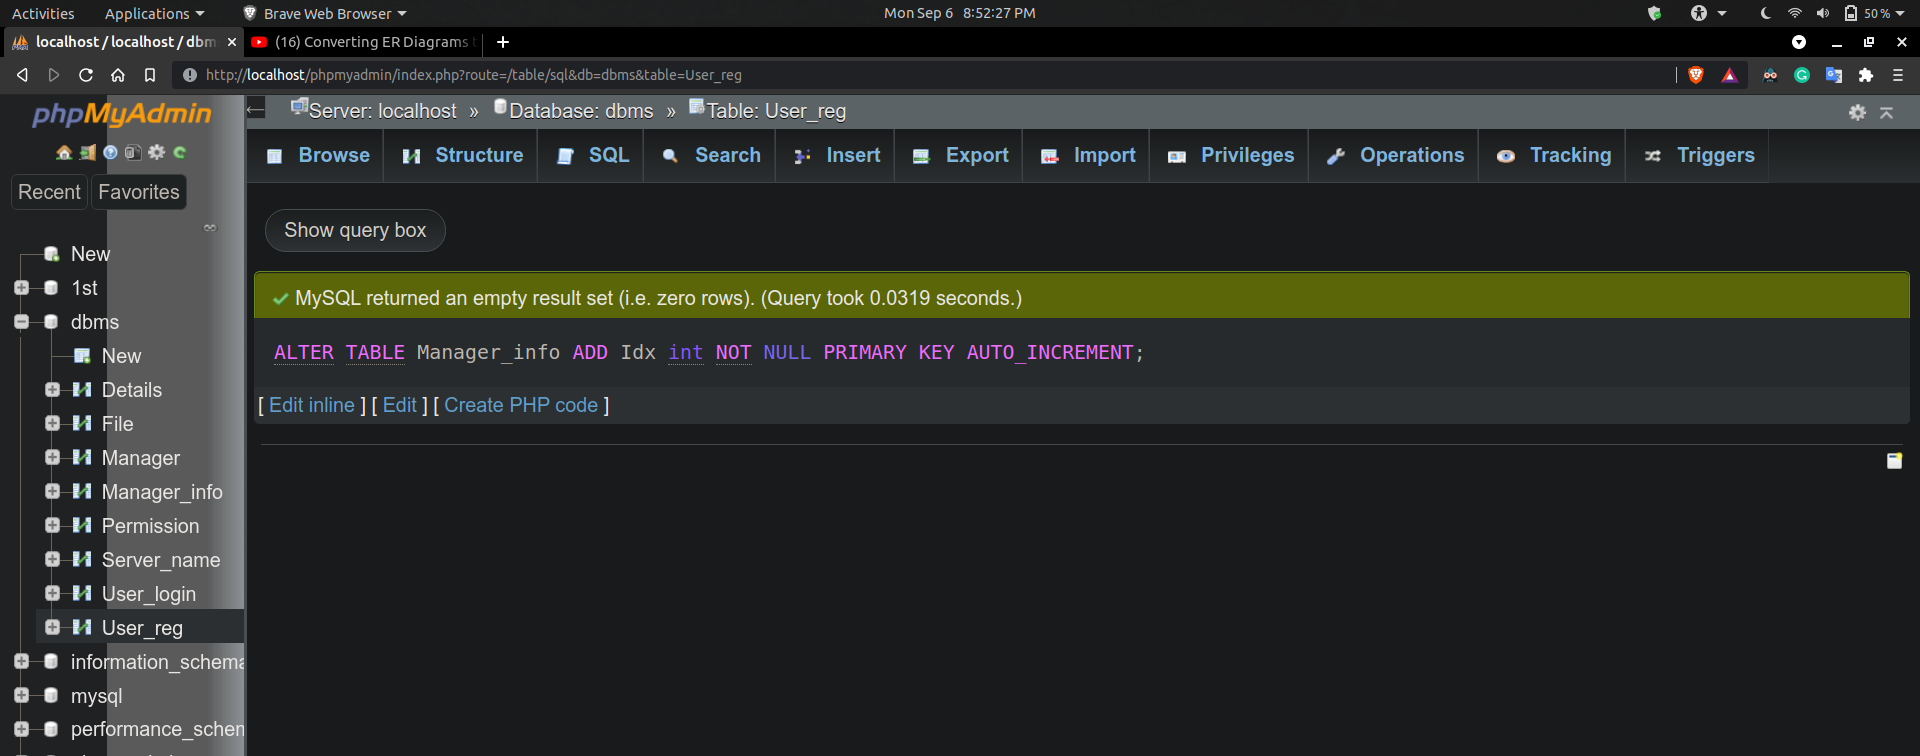 Activities Applications Brave Web Browser Mon Sep 6 8:52:27 PM 50 %
localhost / localhost / dbm (16) Converting ER Diagrams
http://localhost/phpmyadmin/index.php?route=/table/sql&db=dbms&table=User_reg
phpMyAdmin
Server: localhost » Database: dbms » Table: User_reg
Browse Structure SQL Search Insert Export Import Privileges Operations Tracking Triggers
Recent Favorites
Show query box
New
1st
dbms
New
Details
File
Manager
Manager_info
Permission
Server_name
User_login
User_reg
information_schema
mysql
performance_schem
MySQL returned an empty result set (i.e. zero rows). (Query took 0.0319 seconds.)
ALTER TABLE Manager_info ADD Idx int NOT NULL PRIMARY KEY AUTO_INCREMENT;
[ Edit inline ] [ Edit ] [ Create PHP code ]